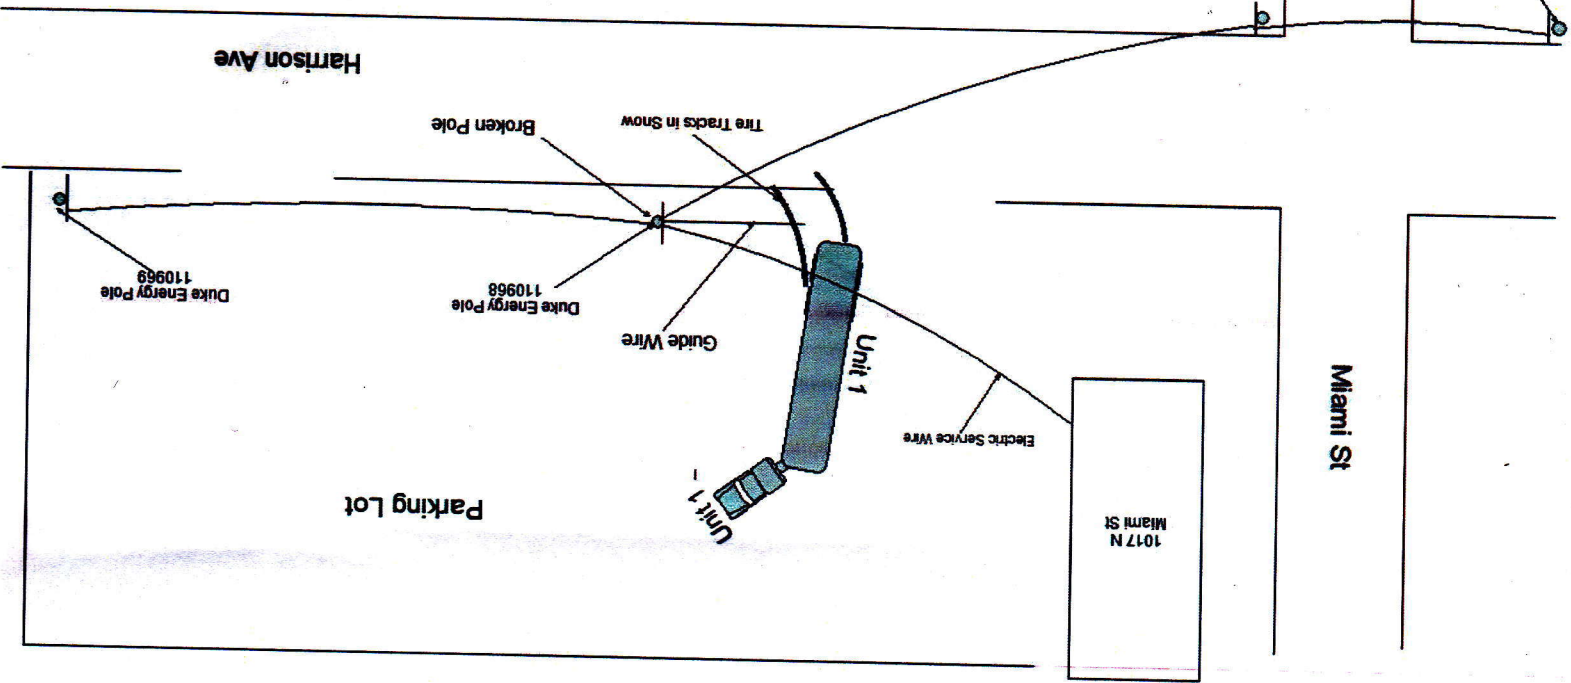 1017 N
Miami St
Miami St
Parking Lot
Unit 1
Electric Service Wire
Unit 1
Guide Wire
Duke Energy Pole
110968
Duke Energy Pole
110969
Tire Tracks in Snow
Broken Pole
Harrison Ave